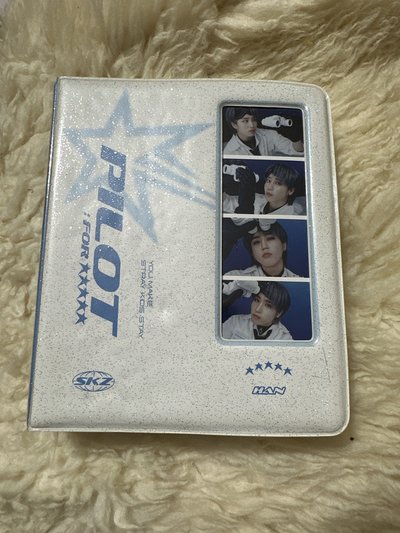 PILOT
: FOR ★★★★★
YOU MAKE
STRAY KIDS STAY
SKZ
★★★★★
HAN